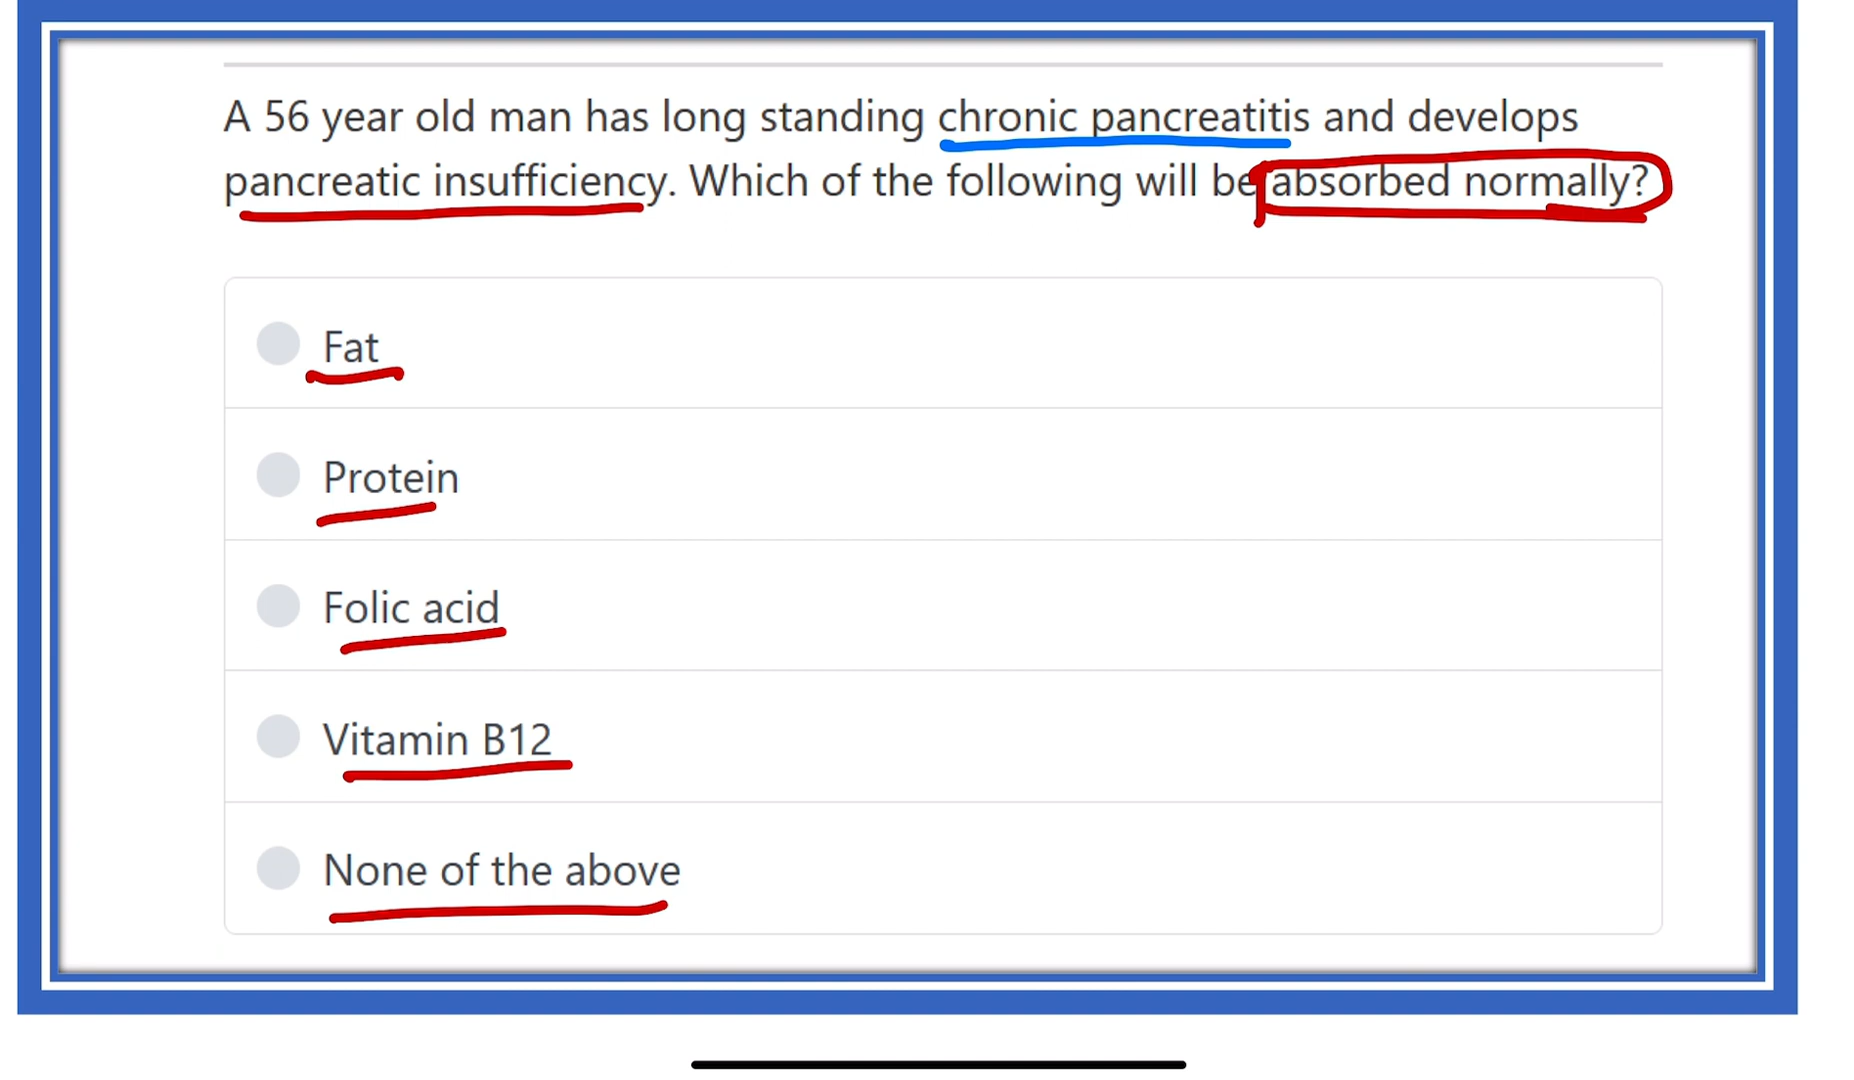 A 56 year old man has long standing chronic pancreatitis and develops
pancreatic insufficiency. Which of the following will be absorbed normally?
Fat
Protein
Folic acid
Vitamin B12
None of the above